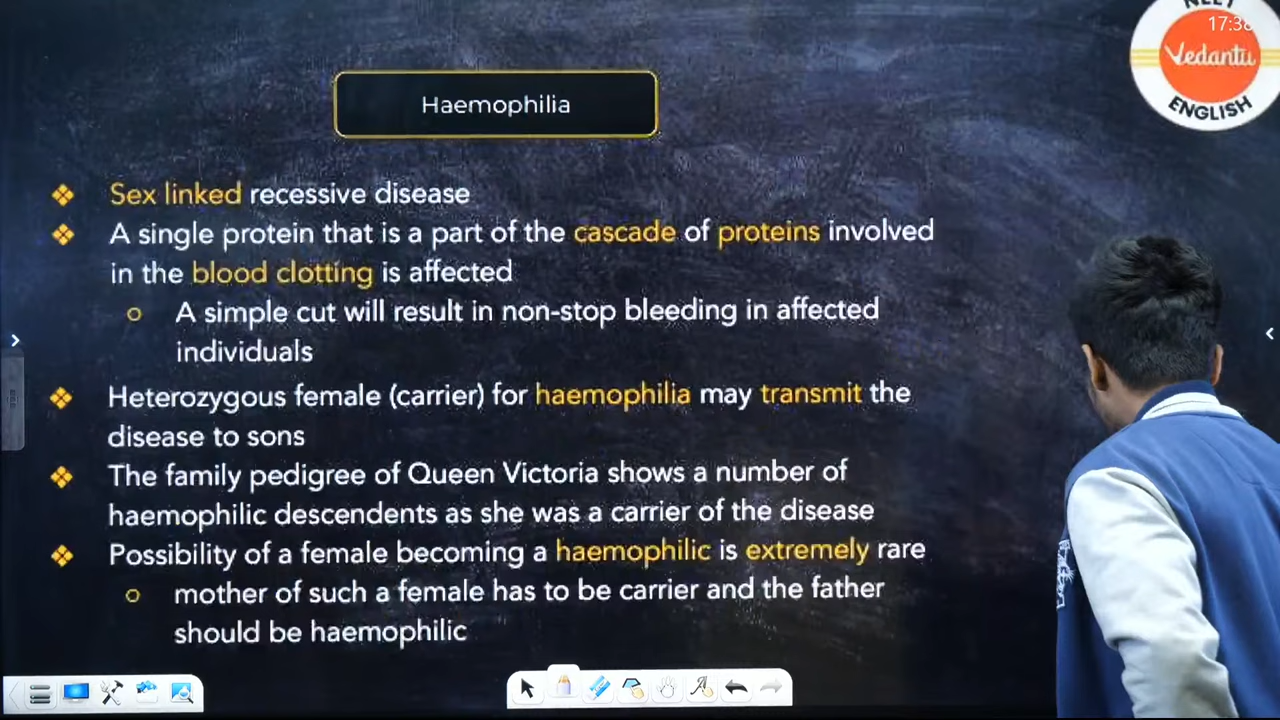 NEET
17:38
Vedantu
ENGLISH
Haemophilia
❖ Sex linked recessive disease
❖ A single protein that is a part of the cascade of proteins involved
in the blood clotting is affected
o A simple cut will result in non-stop bleeding in affected
individuals
❖ Heterozygous female (carrier) for haemophilia may transmit the
disease to sons
❖ The family pedigree of Queen Victoria shows a number of
haemophilic descendents as she was a carrier of the disease
❖ Possibility of a female becoming a haemophilic is extremely rare
o mother of such a female has to be carrier and the father
should be haemophilic